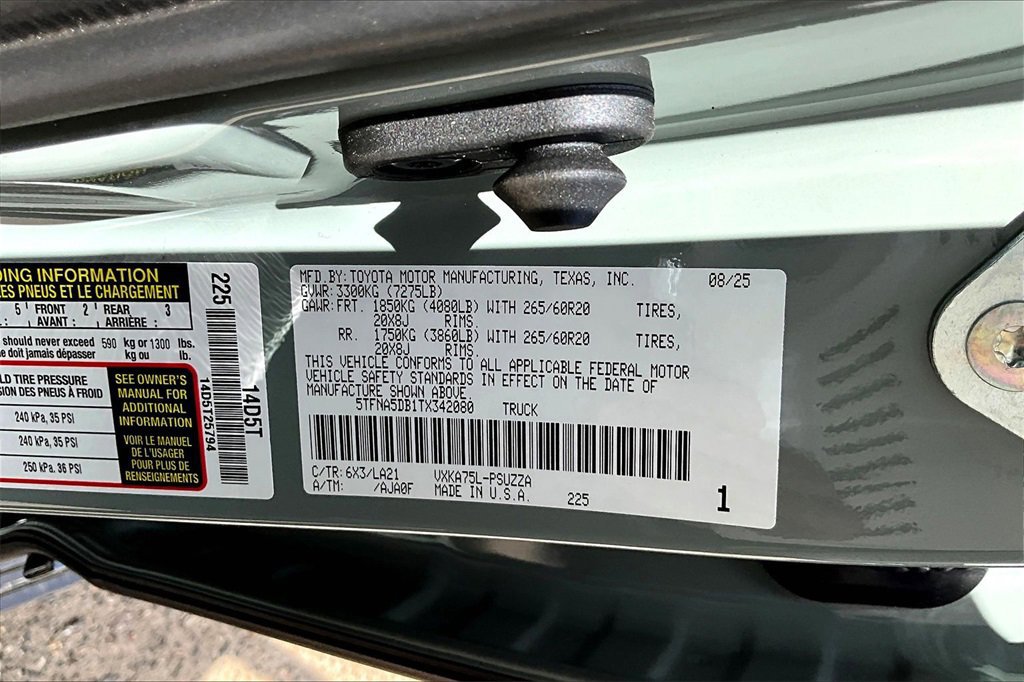 DING INFORMATION
LES PNEUS ET LE CHARGEMENT
5 FRONT 2 REAR 3
AVANT : ARRIÈRE :
should never exceed 590 kg or 1300 lbs.
ne doit jamais dépasser kg ou lb.
LD TIRE PRESSURE
SION DES PNEUS À FROID
240 kPa, 35 PSI
240 kPa, 35 PSI
250 kPa, 36 PSI
SEE OWNER'S
MANUAL FOR
ADDITIONAL
INFORMATION
VOIR LE MANUEL
DE L'USAGER
POUR PLUS DE
RENSEIGNEMENTS
225
14D5T25794
14D5T
MFD.BY:TOYOTA MOTOR MANUFACTURING, TEXAS, INC. 08/25
GVWR:3300KG (7275LB)
GAWR:FRT. 1850KG (4080LB) WITH 265/60R20 TIRES,
20X8J RIMS.
RR. 1750KG (3860LB) WITH 265/60R20 TIRES,
20X8J RIMS.
THIS VEHICLE CONFORMS TO ALL APPLICABLE FEDERAL MOTOR
VEHICLE SAFETY STANDARDS IN EFFECT ON THE DATE OF
MANUFACTURE SHOWN ABOVE.
5TFNA5DB1TX342080 TRUCK
C/TR: 6X3/LA21 VXKA75L-PSUZZA
A/TM: /AJA0F MADE IN U.S.A. 225
1